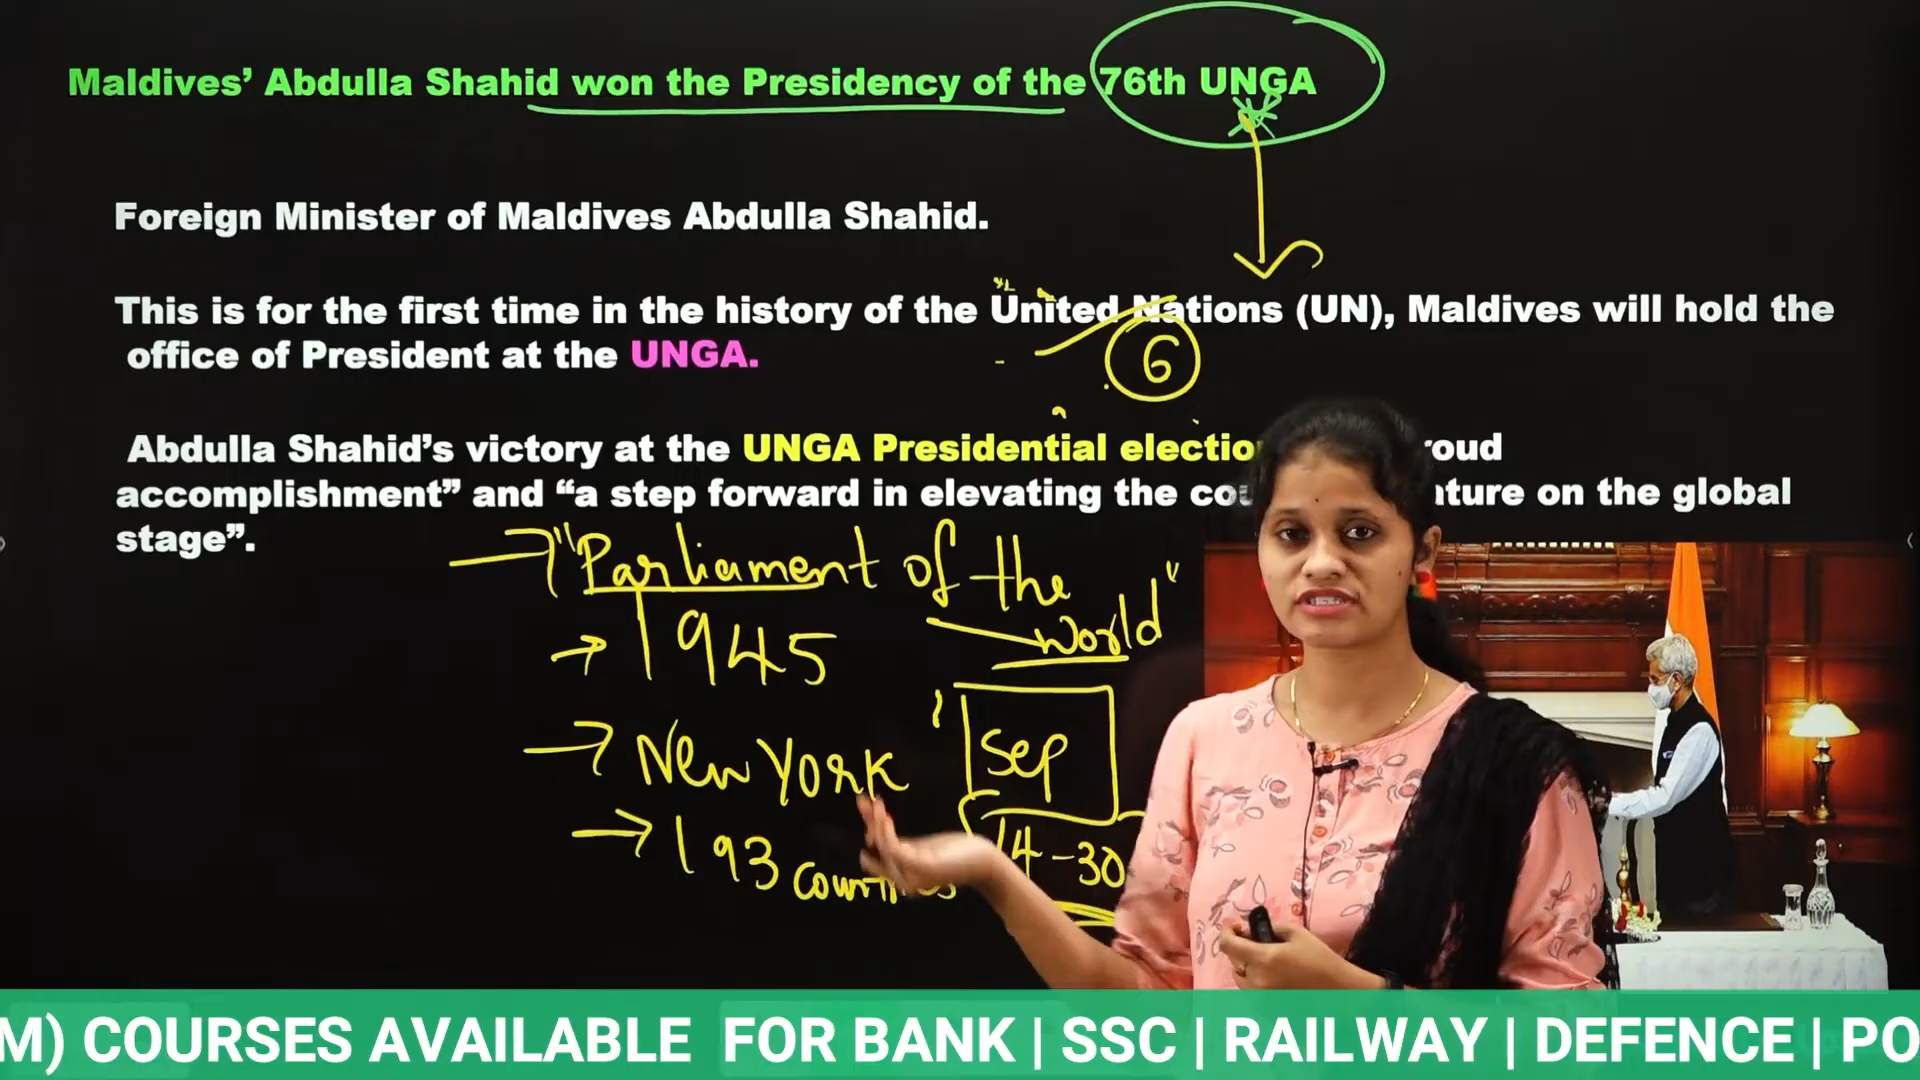 Maldives’ Abdulla Shahid won the Presidency of the 76th UNGA
Foreign Minister of Maldives Abdulla Shahid.
This is for the first time in the history of the United Nations (UN), Maldives will hold the
office of President at the UNGA.
6
Abdulla Shahid’s victory at the UNGA Presidential electio roud
accomplishment” and “a step forward in elevating the co ature on the global
stage”.
"Parliament of the
World"
1945
New York
Sep
193 countries
14-30
M) COURSES AVAILABLE FOR BANK | SSC | RAILWAY | DEFENCE | PO